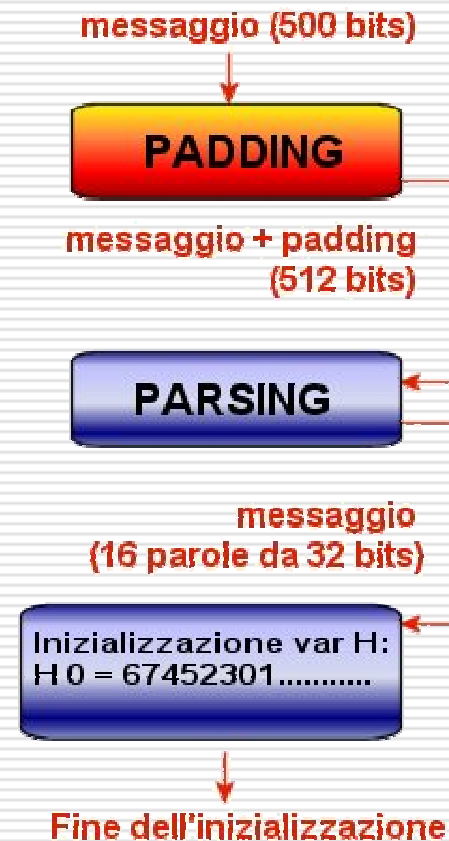 messaggio (500 bits)
PADDING
messaggio + padding
(512 bits)
PARSING
messaggio
(16 parole da 32 bits)
Inizializzazione var H:
H0 = 67452301...........
Fine dell'inizializzazione